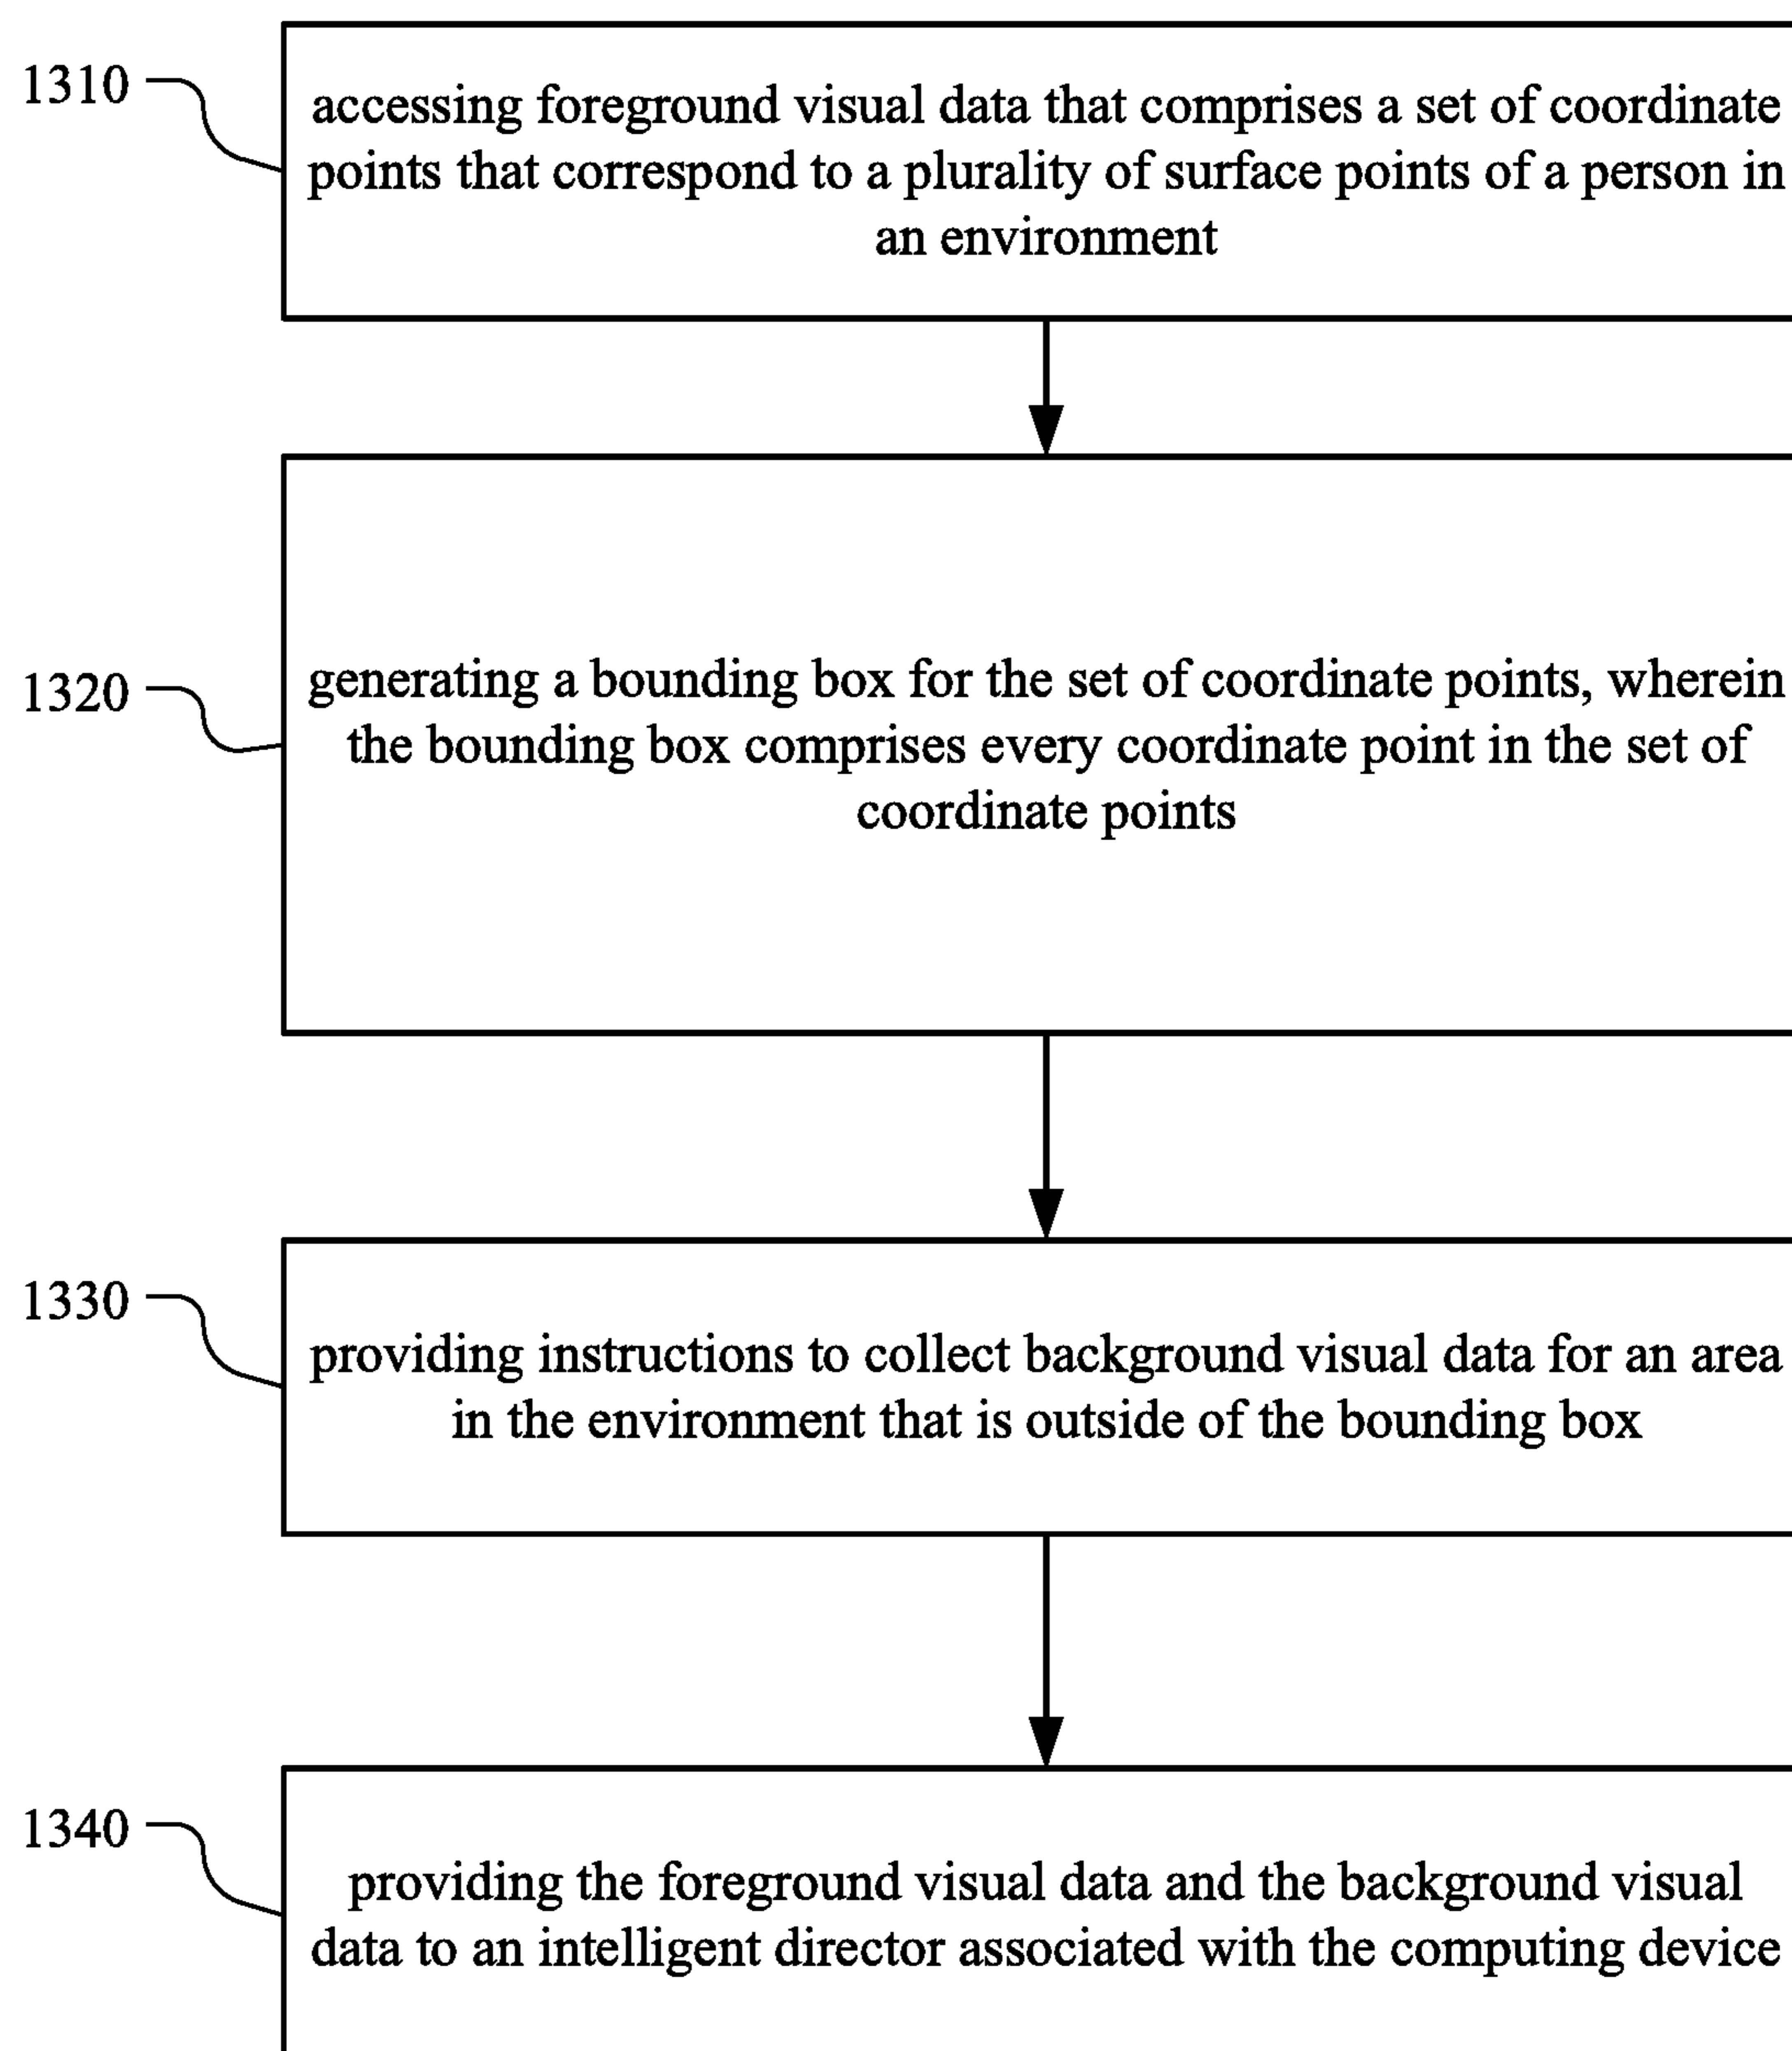 1310
accessing foreground visual data that comprises a set of coordinate
points that correspond to a plurality of surface points of a person in
an environment
1320
generating a bounding box for the set of coordinate points, wherein
the bounding box comprises every coordinate point in the set of
coordinate points
1330
providing instructions to collect background visual data for an area
in the environment that is outside of the bounding box
1340
providing the foreground visual data and the background visual
data to an intelligent director associated with the computing device